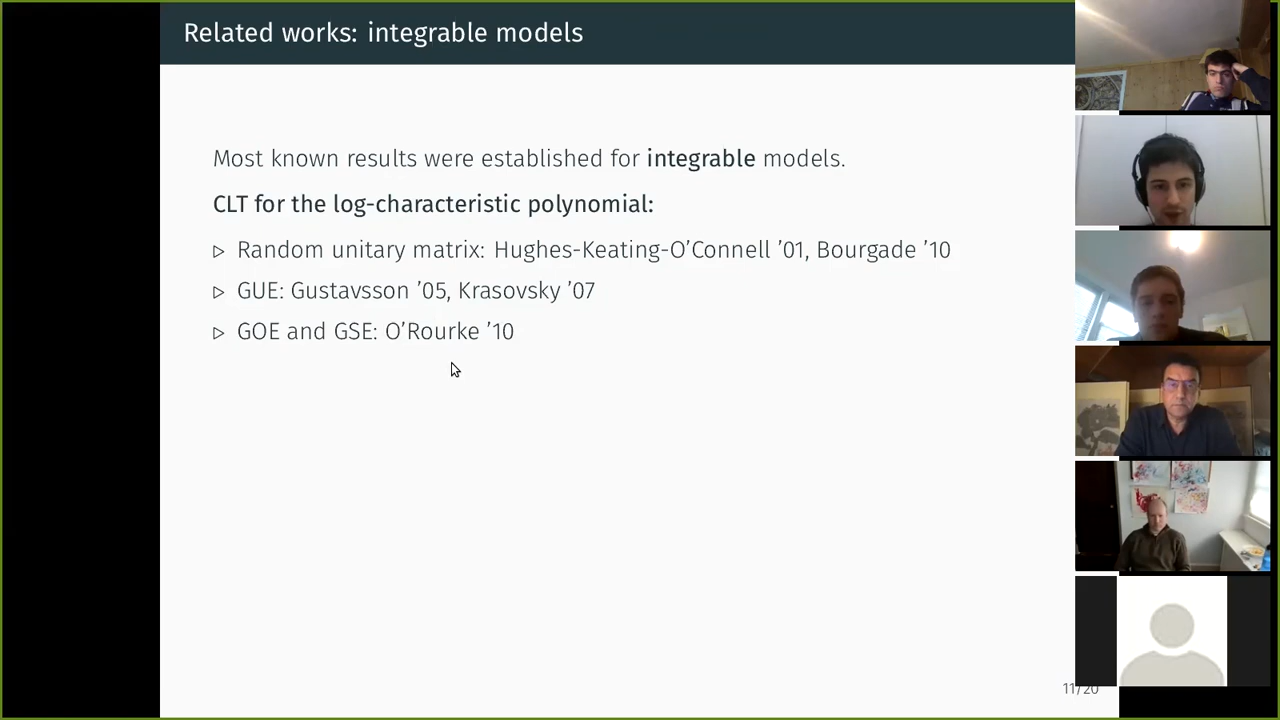 Related works: integrable models
Most known results were established for integrable models.
CLT for the log-characteristic polynomial:
▷ Random unitary matrix: Hughes-Keating-O’Connell ’01, Bourgade ’10
▷ GUE: Gustavsson ’05, Krasovsky ’07
▷ GOE and GSE: O’Rourke ’10
11/20